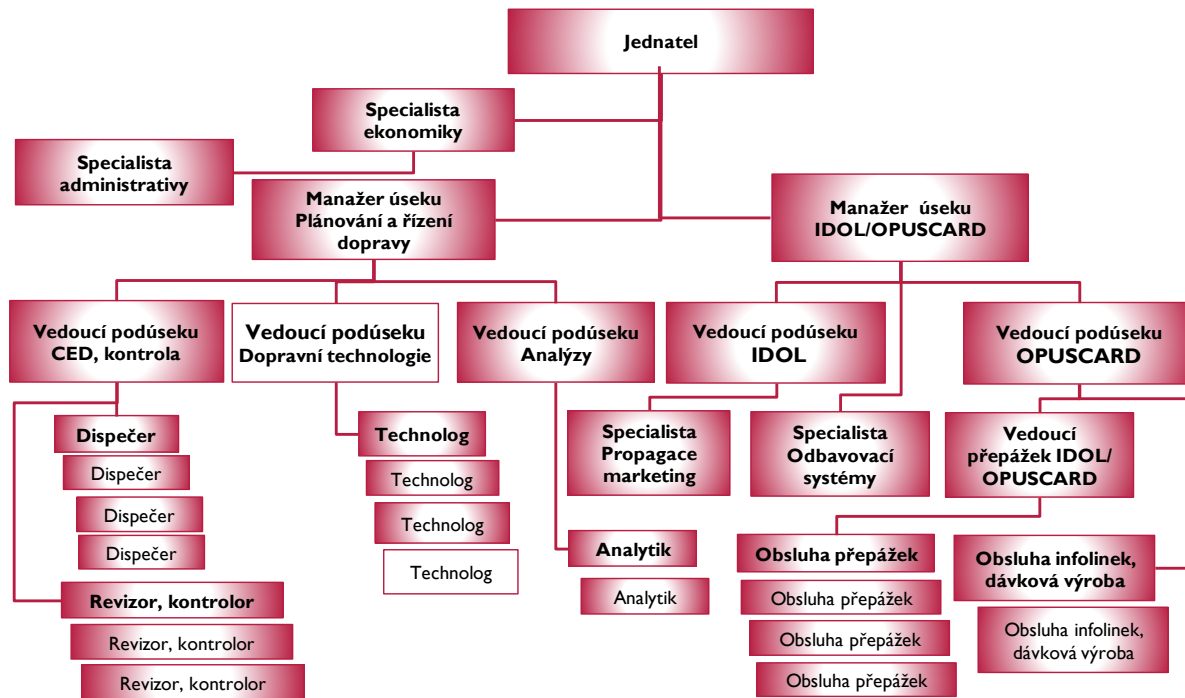 Jednatel
Specialista
ekonomiky
Specialista
administrativy
Manažer úseku
Plánování a řízení
dopravy
Manažer úseku
IDOL/OPUSCARD
Vedoucí podúseku
CED, kontrola
Vedoucí podúseku
Dopravní technologie
Vedoucí podúseku
Analýzy
Vedoucí podúseku
IDOL
Vedoucí podúseku
OPUSCARD
Dispečer
Dispečer
Dispečer
Dispečer
Revizor, kontrolor
Revizor, kontrolor
Revizor, kontrolor
Technolog
Technolog
Technolog
Technolog
Analytik
Analytik
Specialista
Propagace
marketing
Specialista
Odbavovací
systémy
Vedoucí
přepážek IDOL/
OPUSCARD
Obsluha přepážek
Obsluha přepážek
Obsluha přepážek
Obsluha přepážek
Obsluha infolinek,
dávková výroba
Obsluha infolinek,
dávková výroba